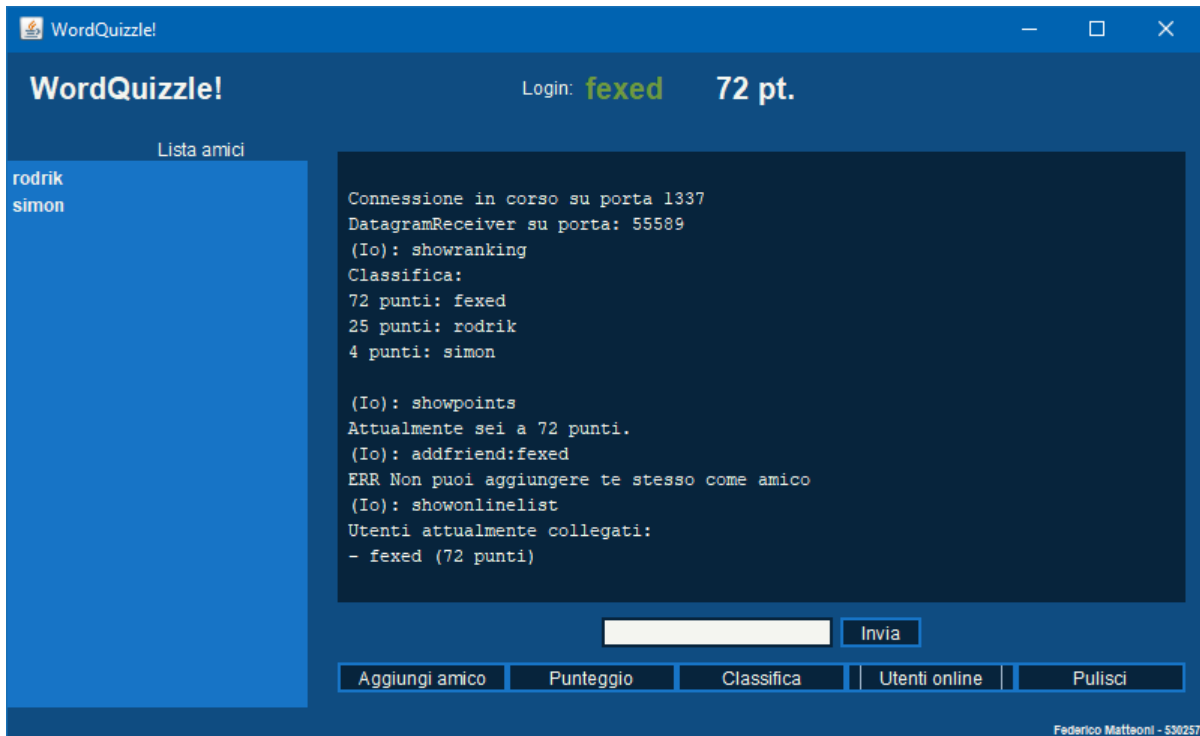 WordQuizzle!
WordQuizzle!
Login: fexed 72 pt.
Lista amici
rodrik
simon
Connessione in corso su porta 1337
DatagramReceiver su porta: 55589
(Io): showranking
Classifica:
72 punti: fexed
25 punti: rodrik
4 punti: simon
(Io): showpoints
Attualmente sei a 72 punti.
(Io): addfriend:fexed
ERR Non puoi aggiungere te stesso come amico
(Io): showonlinelist
Utenti attualmente collegati:
- fexed (72 punti)
Invia
Aggiungi amico Punteggio Classifica Utenti online Pulisci
Federico Matteoni - 530257